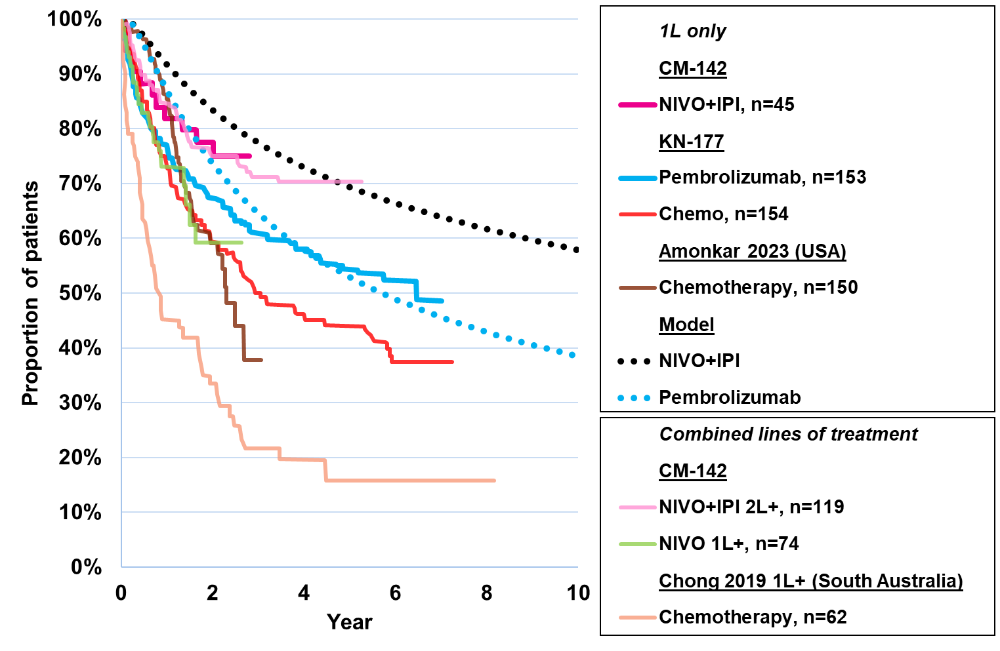 100%
90%
80%
70%
60%
50%
40%
30%
20%
10%
0%
Proportion of patients
0 2 4 6 8 10
Year
1L only
CM-142
NIVO+IPI, n=45
KN-177
Pembrolizumab, n=153
Chemo, n=154
Amonkar 2023 (USA)
Chemotherapy, n=150
Model
NIVO+IPI
Pembrolizumab
Combined lines of treatment
CM-142
NIVO+IPI 2L+, n=119
NIVO 1L+, n=74
Chong 2019 1L+ (South Australia)
Chemotherapy, n=62